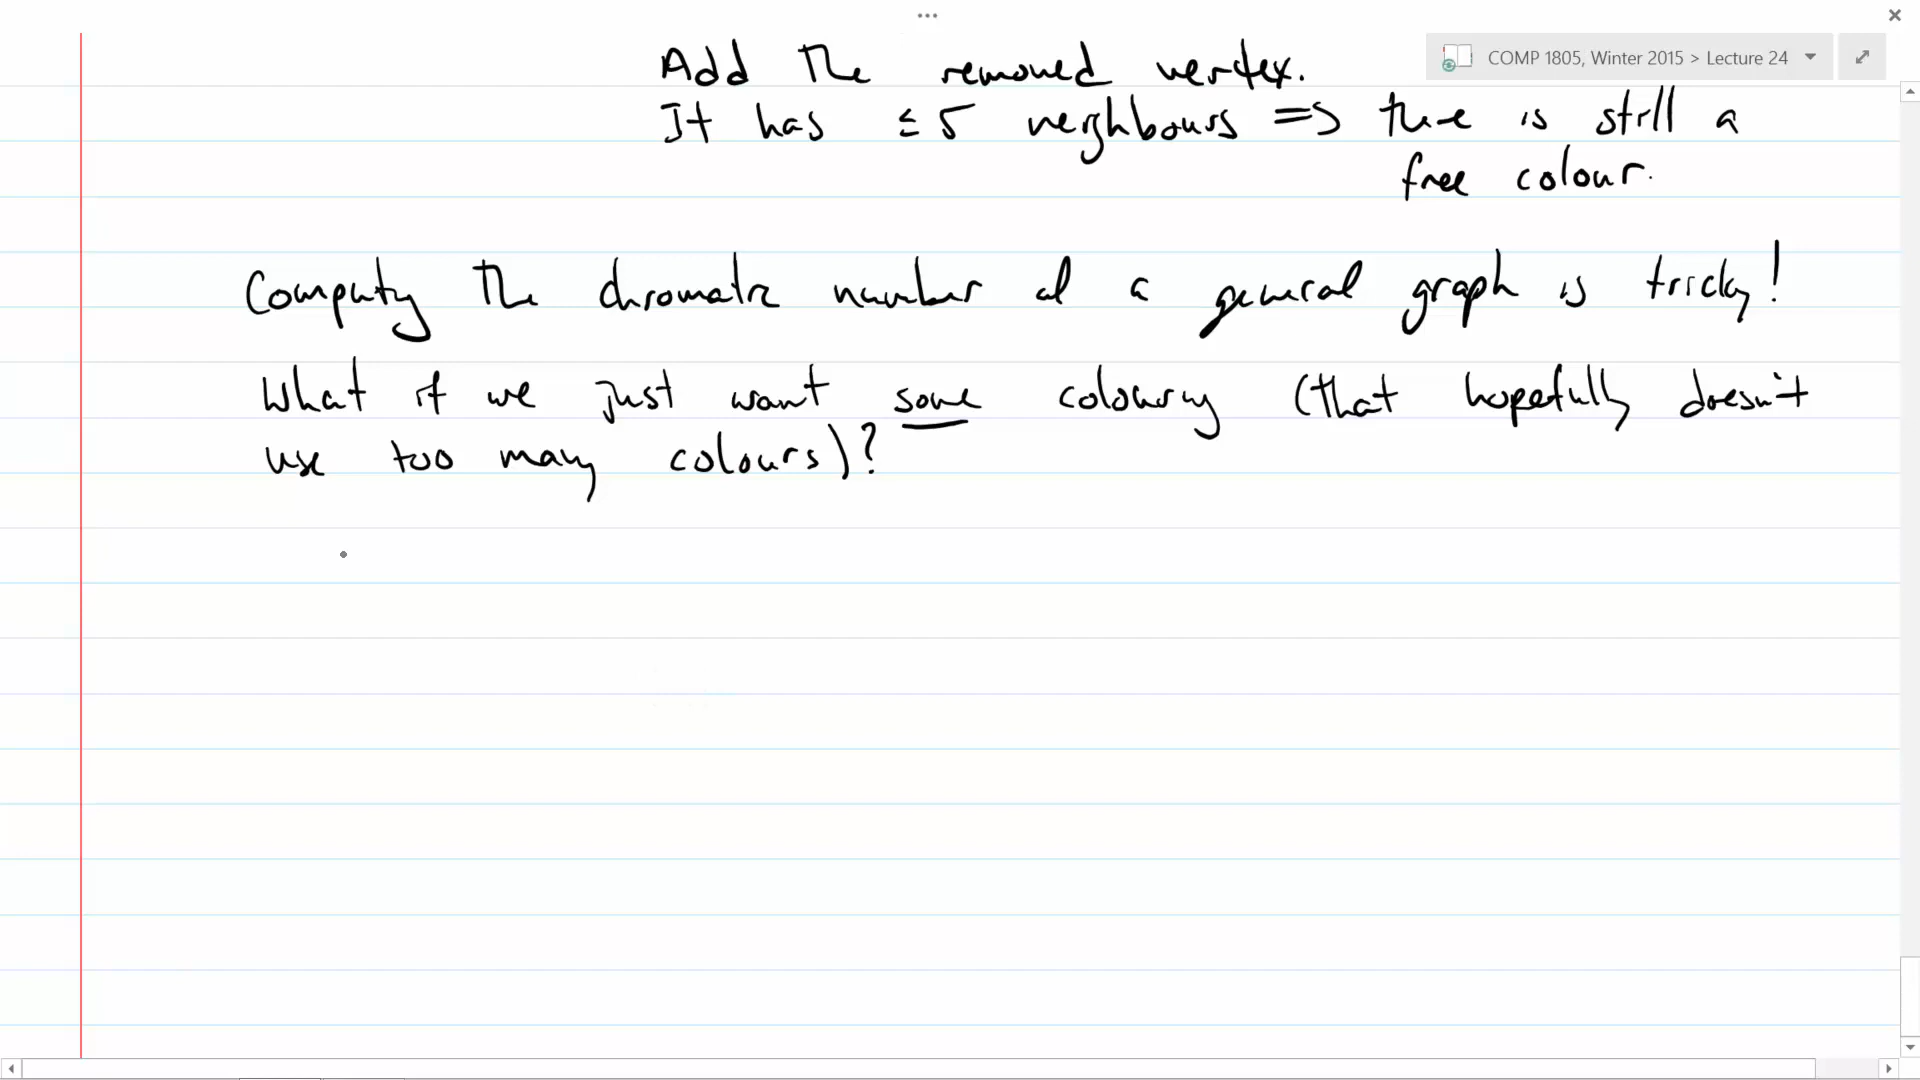 COMP 1805, Winter 2015 > Lecture 24
Add the removed vertex.
It has ≤ 5 neighbours => there is still a
free colour.
Computing the chromatic number of a general graph is tricky!
What if we just want some colouring (that hopefully doesn't
use too many colours)?